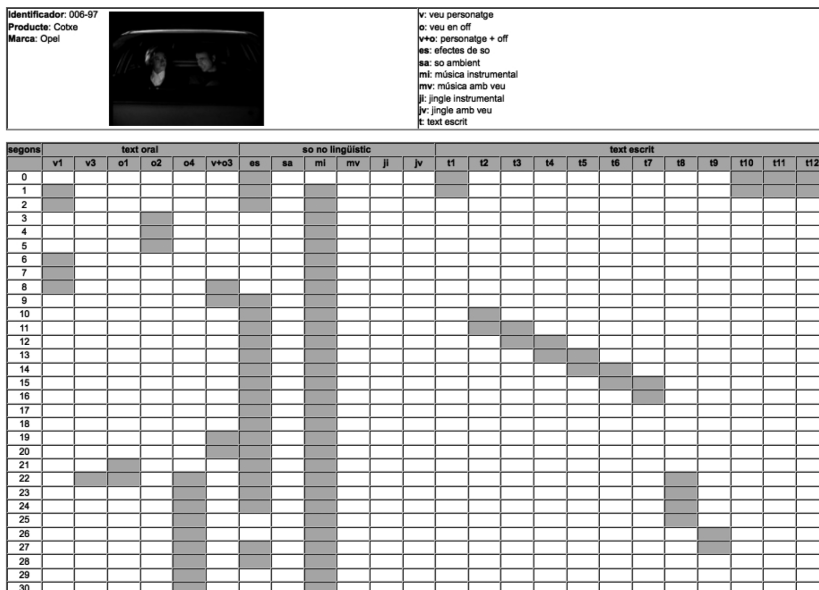 Identificador: 006-97
Producte: Cotxe
Marca: Opel
v: veu personatge
o: veu en off
v+o: personatge + off
es: efectes de so
sa: so ambient
mi: música instrumental
mv: música amb veu
ji: jingle instrumental
jv: jingle amb veu
t: text escrit
segons text oral so no lingüístic text escrit
v1 v3 o1 o2 o4 v+o3 es sa mi mv ji jv t1 t2 t3 t4 t5 t6 t7 t8 t9 t10 t11 t12
0
1
2
3
4
5
6
7
8
9
10
11
12
13
14
15
16
17
18
19
20
21
22
23
24
25
26
27
28
29
30